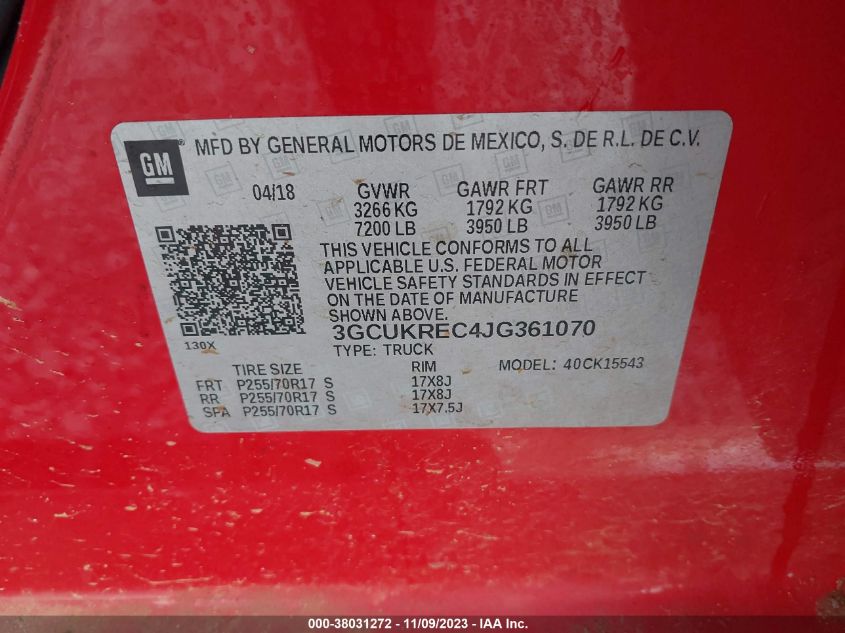 GM
MFD BY GENERAL MOTORS DE MEXICO, S. DE R.L. DE C.V.
04/18 GVWR GAWR FRT GAWR RR
3266 KG 1792 KG 1792 KG
7200 LB 3950 LB 3950 LB
THIS VEHICLE CONFORMS TO ALL
APPLICABLE U.S. FEDERAL MOTOR
VEHICLE SAFETY STANDARDS IN EFFECT
ON THE DATE OF MANUFACTURE
SHOWN ABOVE.
130X 3GCUKREC4JG361070
TYPE: TRUCK MODEL: 40CK15543
TIRE SIZE RIM
FRT P255/70R17 S 17X8J
RR P255/70R17 S 17X8J
SPA P255/70R17 S 17X7.5J
000-38031272 - 11/09/2023 - IAA Inc.